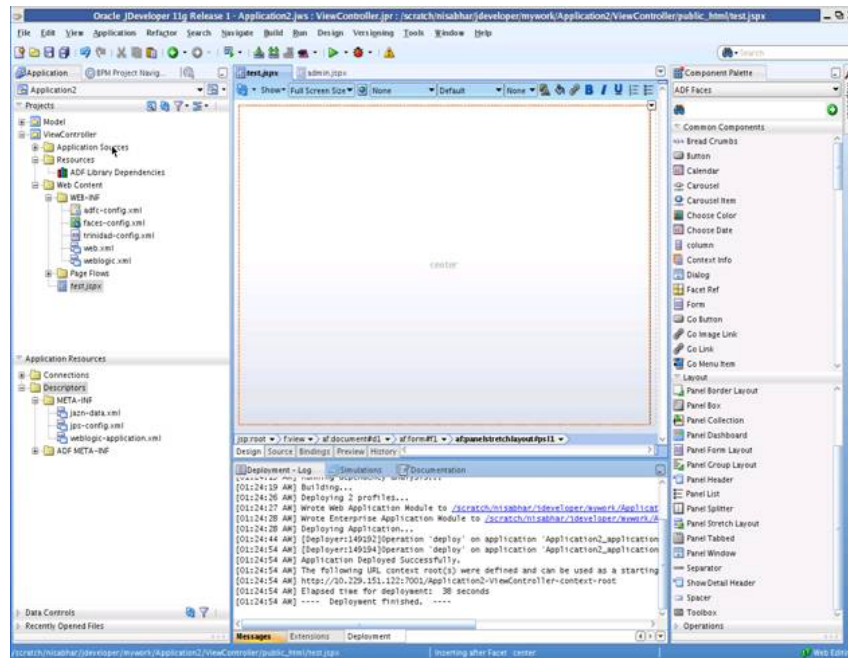 Oracle JDeveloper 11g Release 1 - Application2.jws : ViewController.jpr : /scratch/nisabhar/jdeveloper/mywork/Application2/ViewController/public_html/test.jspx
File Edit View Application Refactor Search Navigate Build Run Design Versioning Tools Window Help
Search
Application
BPM Project Navig...
Application2
Projects
Model
ViewController
Application Sources
Resources
ADF Library Dependencies
Web Content
WEB-INF
adfc-config.xml
faces-config.xml
trinidad-config.xml
web.xml
weblogic.xml
Page Flows
test.jspx
Application Resources
Connections
Descriptors
META-INF
jazn-data.xml
jps-config.xml
weblogic-application.xml
ADF META-INF
Data Controls
Recently Opened Files
test.jspx
admin.jspx
Show Full Screen Size None Default None B I U
center
jsp:root f:view af:document#d1 af:form#f1 af:panelStretchLayout#psl1
Design Source Bindings Preview History
Deployment - Log Simulations Documentation
[01:24:19 AM] Running dependency analysis...
[01:24:19 AM] Building...
[01:24:26 AM] Deploying 2 profiles...
[01:24:27 AM] Wrote Web Application Module to /scratch/nisabhar/jdeveloper/mywork/Applicat
[01:24:28 AM] Wrote Enterprise Application Module to /scratch/nisabhar/jdeveloper/mywork/A
[01:24:28 AM] Deploying Application...
[01:24:44 AM] [Deployer:149192]Operation 'deploy' on application 'Application2_application
[01:24:54 AM] [Deployer:149194]Operation 'deploy' on application 'Application2_application
[01:24:54 AM] Application Deployed Successfully.
[01:24:54 AM] The following URL context root(s) were defined and can be used as a starting
[01:24:54 AM] http://10.229.151.122:7001/Application2-ViewController-context-root
[01:24:54 AM] Elapsed time for deployment: 38 seconds
[01:24:54 AM] ---- Deployment finished. ----
Messages Extensions Deployment
Component Palette
ADF Faces
Common Components
Bread Crumbs
Button
Calendar
Carousel
Carousel Item
Choose Color
Choose Date
column
Context Info
Dialog
Facet Ref
Form
Go Button
Go Image Link
Go Link
Go Menu Item
Layout
Panel Border Layout
Panel Box
Panel Collection
Panel Dashboard
Panel Form Layout
Panel Group Layout
Panel Header
Panel List
Panel Splitter
Panel Stretch Layout
Panel Tabbed
Panel Window
Separator
Show Detail Header
Spacer
Toolbox
Operations
/scratch/nisabhar/jdeveloper/mywork/Application2/ViewController/public_html/test.jspx
Inserting after Facet center
Web Editi